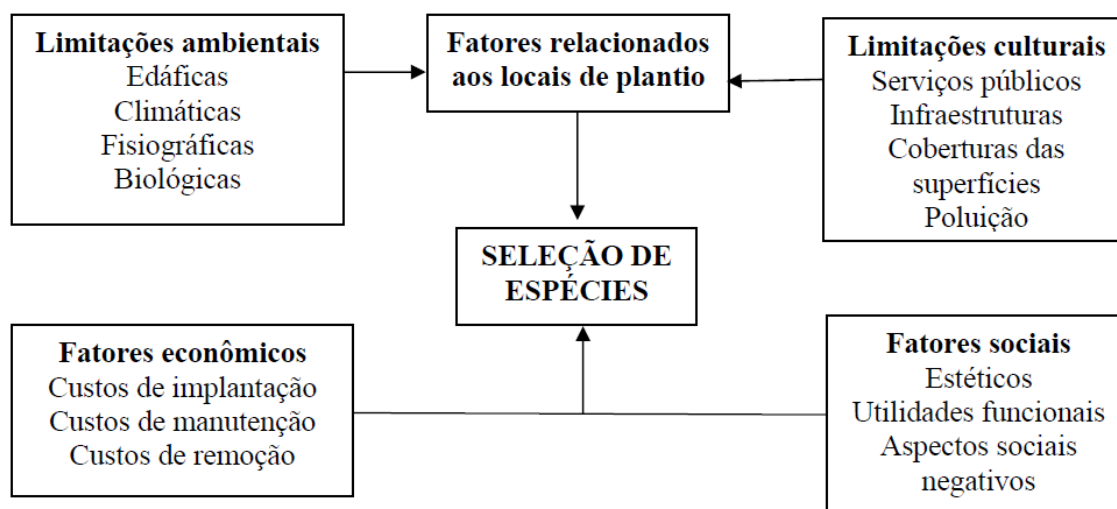 Limitações ambientais
Edáficas
Climáticas
Fisiográficas
Biológicas
Fatores relacionados
aos locais de plantio
Limitações culturais
Serviços públicos
Infraestruturas
Coberturas das
superfícies
Poluição
SELEÇÃO DE
ESPÉCIES
Fatores econômicos
Custos de implantação
Custos de manutenção
Custos de remoção
Fatores sociais
Estéticos
Utilidades funcionais
Aspectos sociais
negativos